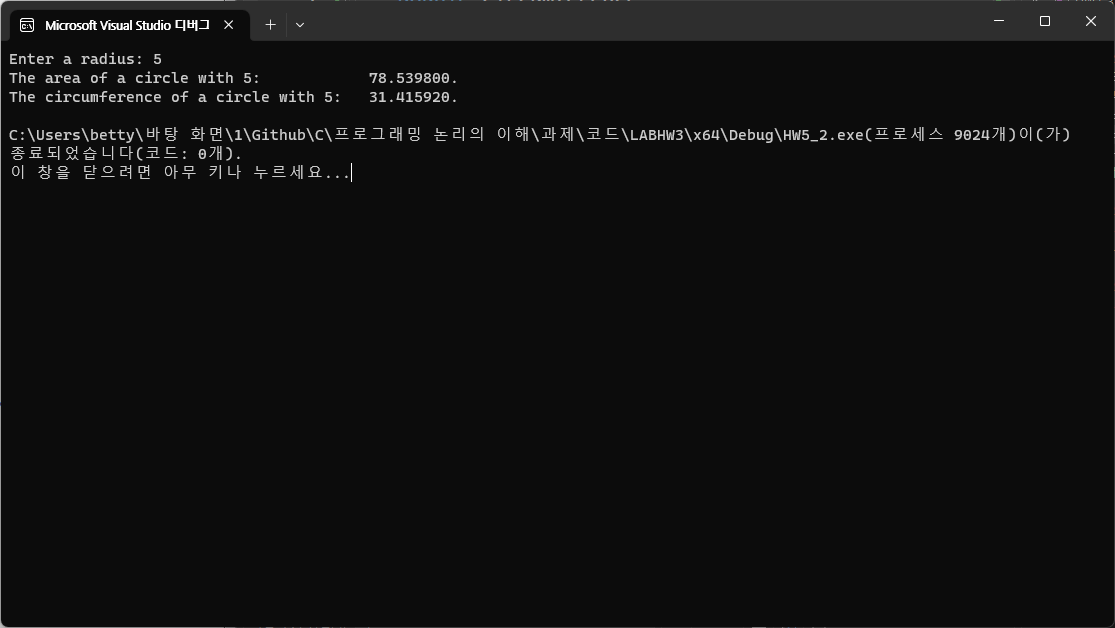 Microsoft Visual Studio 디버그
Enter a radius: 5
The area of a circle with 5:            78.539800.
The circumference of a circle with 5:   31.415920.
C:\Users\betty\바탕 화면\1\Github\C\프로그래밍 논리의 이해\과제\코드\LABHW3\x64\Debug\HW5_2.exe(프로세스 9024개)이(가)
종료되었습니다(코드: 0개).
이 창을 닫으려면 아무 키나 누르세요...